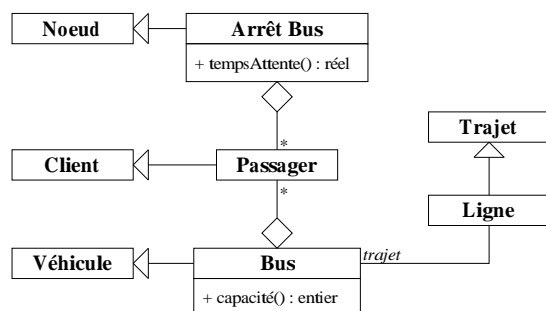 Noeud
Arrêt Bus
+ tempsAttente() : réel
*
Trajet
Client
Passager
*
Ligne
Véhicule
Bus
trajet
+ capacité() : entier